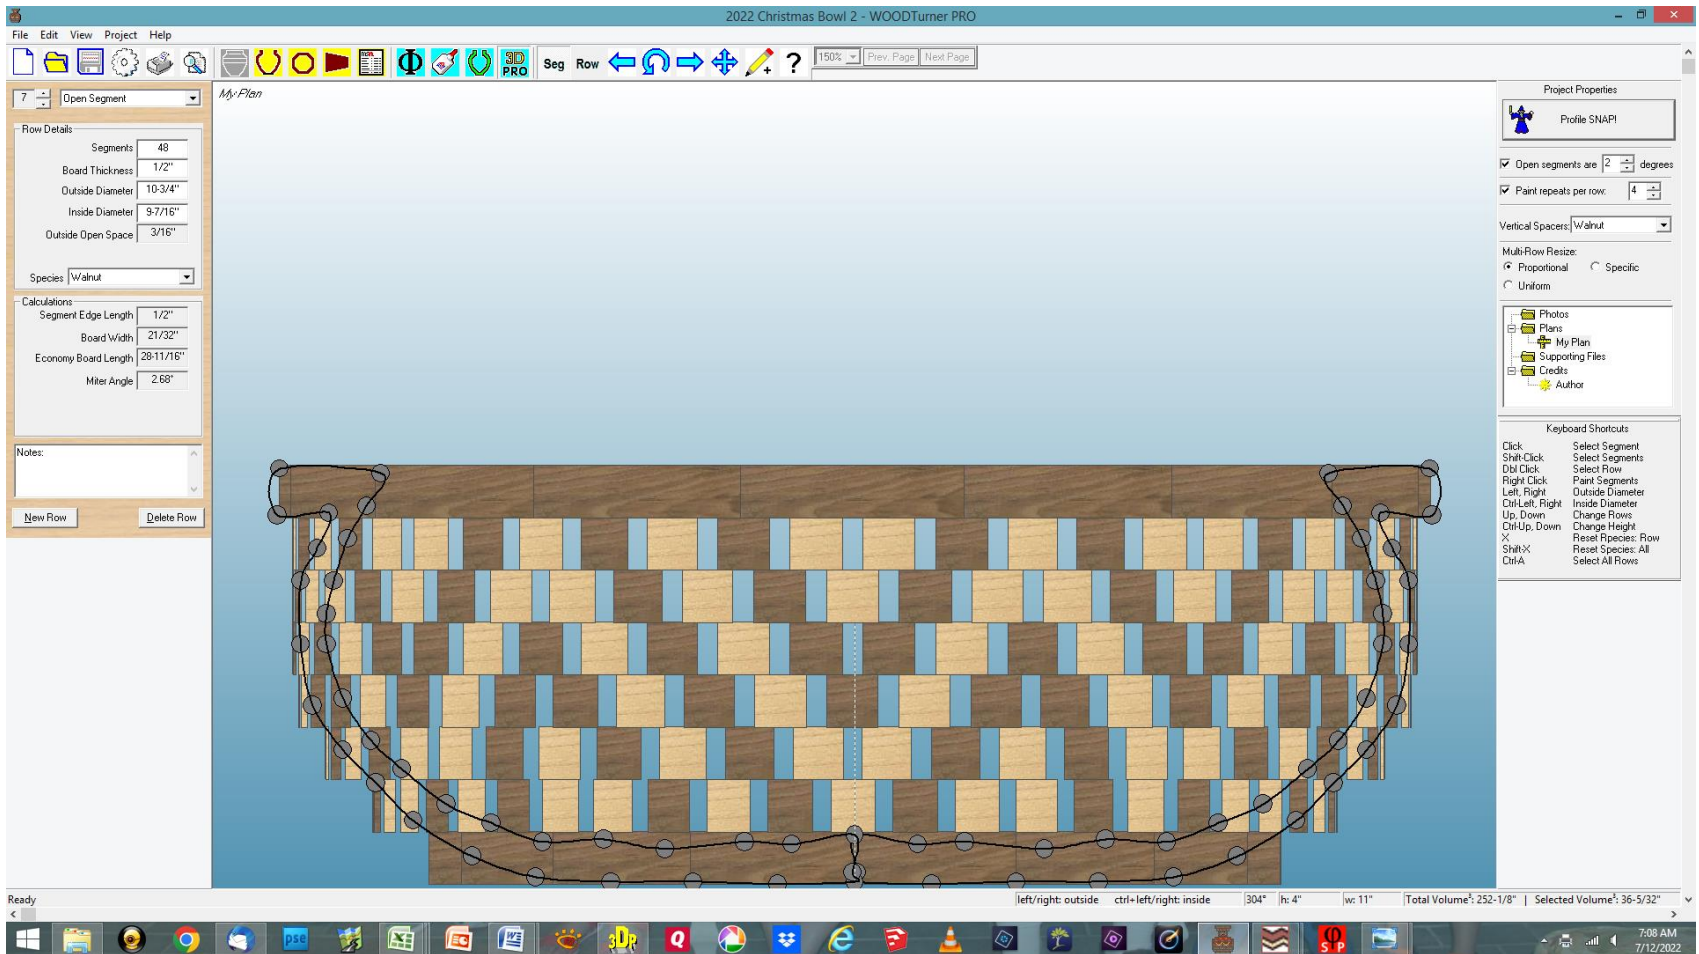 2022 Christmas Bowl 2 - WOODTurner PRO
File Edit View Project Help
Seg Row 150% Prev. Page Next Page
3D
PRO
7 Open Segment
My Plan
Row Details
Segments 48
Board Thickness 1/2"
Outside Diameter 10-3/4"
Inside Diameter 9-7/16"
Outside Open Space 3/16"
Species Walnut
Calculations
Segment Edge Length 1/2"
Board Width 21/32"
Economy Board Length 28-11/16"
Miter Angle 2.68°
Notes:
New Row Delete Row
Project Properties
Profile SNAP!
Open segments are 2 degrees
Paint repeats per row: 4
Vertical Spacers: Walnut
Multi-Row Resize:
Proportional Specific
Uniform
Photos
Plans
My Plan
Supporting Files
Credits
Author
Keyboard Shortcuts
Click Select Segment
Shift-Click Select Segments
Dbl Click Select Row
Right Click Paint Segments
Left, Right Outside Diameter
Ctrl-Left, Right Inside Diameter
Up, Down Change Rows
Ctrl-Up, Down Change Height
X Reset Rpecies: Row
Shift-X Reset Species: All
Ctrl-A Select All Rows
Ready left/right: outside ctrl+left/right: inside 304° h: 4" w: 11" Total Volume³: 252-1/8" | Selected Volume³: 36-5/32"
pse 3DR Q STP
7:08 AM
7/12/2022